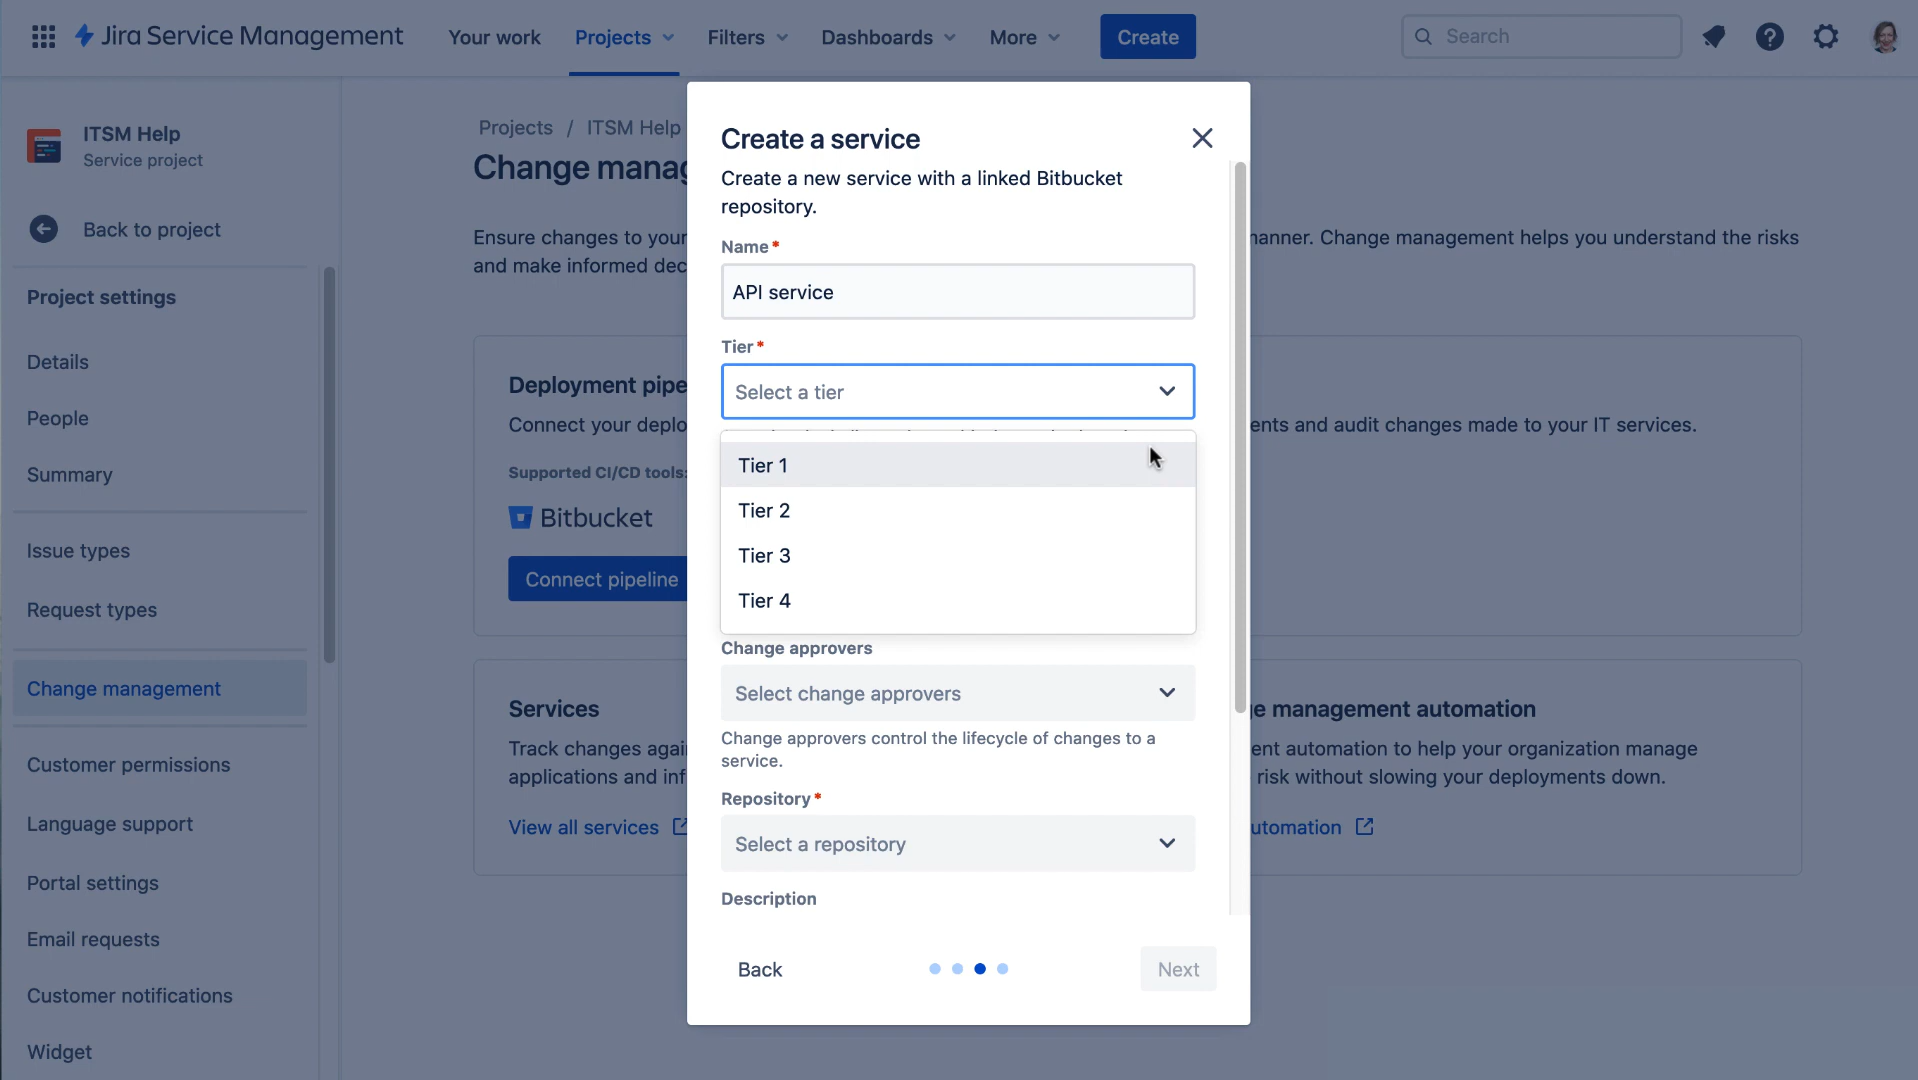 Jira Service Management
Your work
Projects
Filters
Dashboards
More
Create
Search
ITSM Help
Service project
Back to project
Project settings
Details
People
Summary
Issue types
Request types
Change management
Customer permissions
Language support
Portal settings
Email requests
Customer notifications
Widget
Projects / ITSM Help
Change
Ensure changes to your
and make informed
anner. Change management helps you understand the risks
Deployment
Connect your
ents and audit changes made to your IT services.
Supported CI/CD tools:
Bitbucket
Connect pipeline
Services
Track changes
applications and
View all services
e management automation
ent automation to help your organization manage
risk without slowing your deployments down.
utomation
Create a service
Create a new service with a linked Bitbucket
repository.
Name*
API service
Tier*
Select a tier
Tier 1
Tier 2
Tier 3
Tier 4
Change approvers
Select change approvers
Change approvers control the lifecycle of changes to a
service.
Repository*
Select a repository
Description
Back
Next